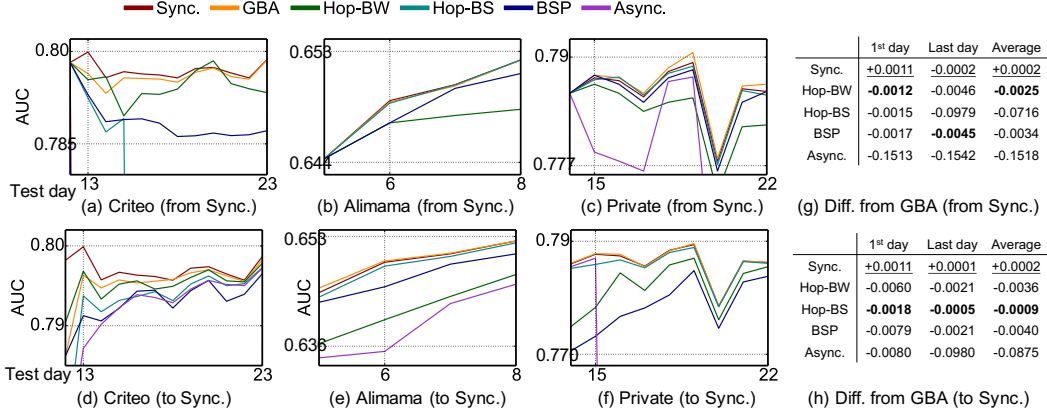 Sync. GBA Hop-BW Hop-BS BSP Async.
AUC
0.80
0.785
Test day 13 23
(a) Criteo (from Sync.)
0.653
0.644
4 6 8
(b) Alimama (from Sync.)
0.79
0.777
15 22
(c) Private (from Sync.)
1st day Last day Average
Sync. +0.0011 -0.0002 +0.0002
Hop-BW -0.0012 -0.0046 -0.0025
Hop-BS -0.0015 -0.0979 -0.0716
BSP -0.0017 -0.0045 -0.0034
Async. -0.1513 -0.1542 -0.1518
(g) Diff. from GBA (from Sync.)
AUC
0.80
0.79
Test day 13 23
(d) Criteo (to Sync.)
0.653
0.636
6 8
(e) Alimama (to Sync.)
0.79
0.770
15 22
(f) Private (to Sync.)
1st day Last day Average
Sync. +0.0011 +0.0001 +0.0002
Hop-BW -0.0060 -0.0021 -0.0036
Hop-BS -0.0018 -0.0005 -0.0009
BSP -0.0079 -0.0021 -0.0040
Async. -0.0080 -0.0980 -0.0875
(h) Diff. from GBA (to Sync.)